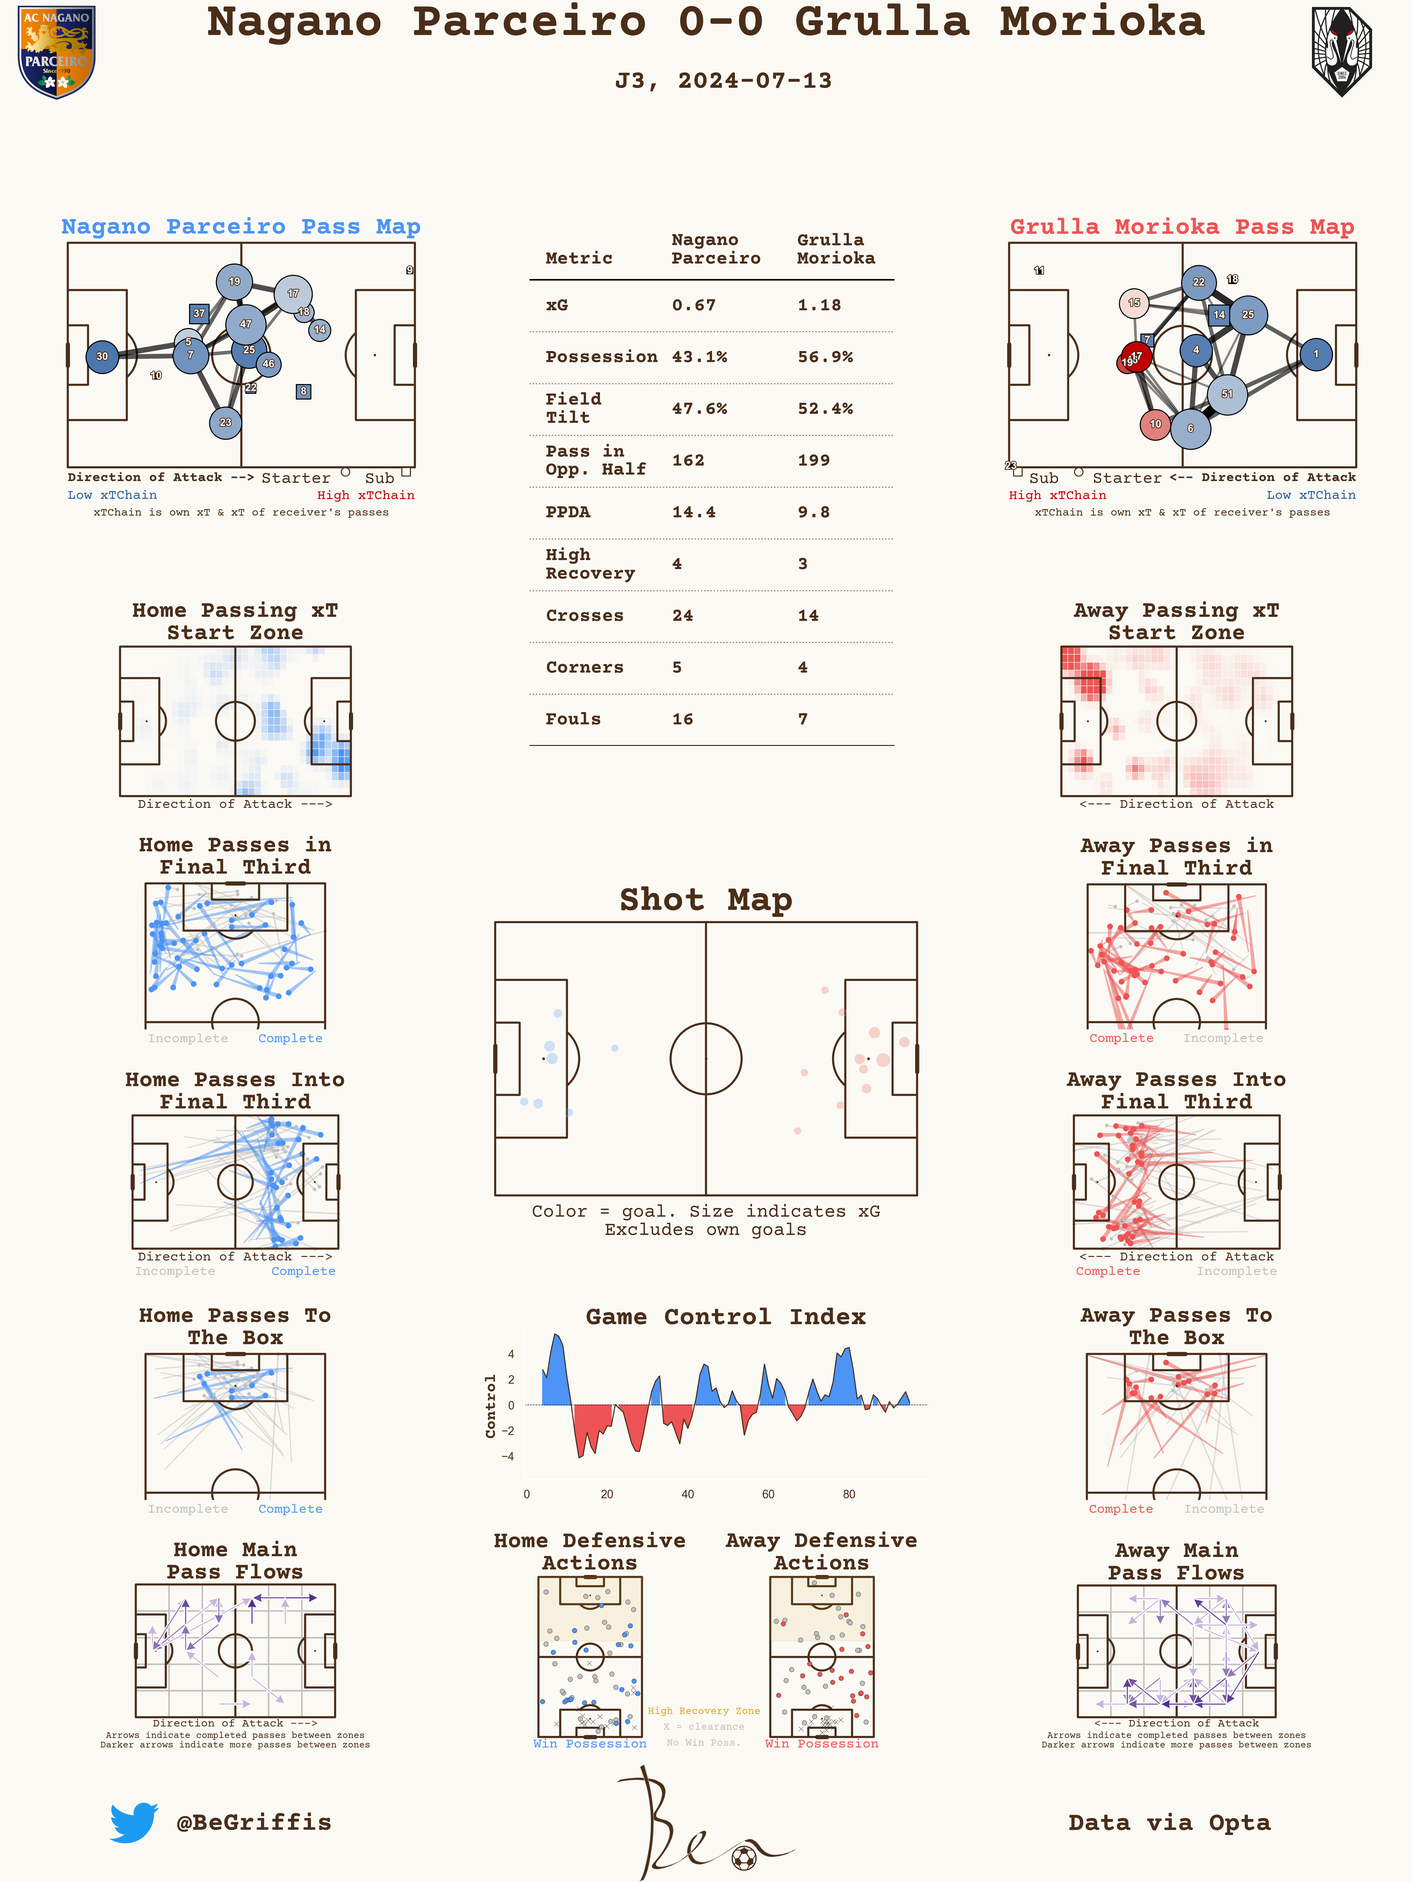 Nagano Parceiro 0-0 Grulla Morioka
J3, 2024-07-13
AC NAGANO
PARCEIRO
Nagano Parceiro Pass Map
9
19
17
37
18
47
14
5
30
7
25
46
10
22
8
23
Direction of Attack --> Starter Sub
Low xTChain High xTChain
xTChain is own xT & xT of receiver's passes
Metric Nagano Parceiro Grulla Morioka
xG 0.67 1.18
Possession 43.1% 56.9%
Field Tilt 47.6% 52.4%
Pass in Opp. Half 162 199
PPDA 14.4 9.8
High Recovery 4 3
Crosses 24 14
Corners 5 4
Fouls 16 7
Grulla Morioka Pass Map
11
18
22
15
14
25
7
4
1
19
17
51
10
6
23
Sub Starter <-- Direction of Attack
High xTChain Low xTChain
xTChain is own xT & xT of receiver's passes
Home Passing xT
Start Zone
Direction of Attack --->
Away Passing xT
Start Zone
<--- Direction of Attack
Home Passes in
Final Third
Incomplete Complete
Away Passes in
Final Third
Complete Incomplete
Shot Map
Color = goal. Size indicates xG
Excludes own goals
Home Passes Into
Final Third
Direction of Attack --->
Incomplete Complete
Away Passes Into
Final Third
<--- Direction of Attack
Complete Incomplete
Home Passes To
The Box
Incomplete Complete
Game Control Index
Control
4
2
0
−2
−4
0 20 40 60 80
Away Passes To
The Box
Complete Incomplete
Home Main
Pass Flows
Direction of Attack --->
Arrows indicate completed passes between zones
Darker arrows indicate more passes between zones
Home Defensive
Actions
Win Possession
Away Defensive
Actions
Win Possession
High Recovery Zone
X = clearance
No Win Poss.
Away Main
Pass Flows
<--- Direction of Attack
Arrows indicate completed passes between zones
Darker arrows indicate more passes between zones
@BeGriffis
Ben
Data via Opta